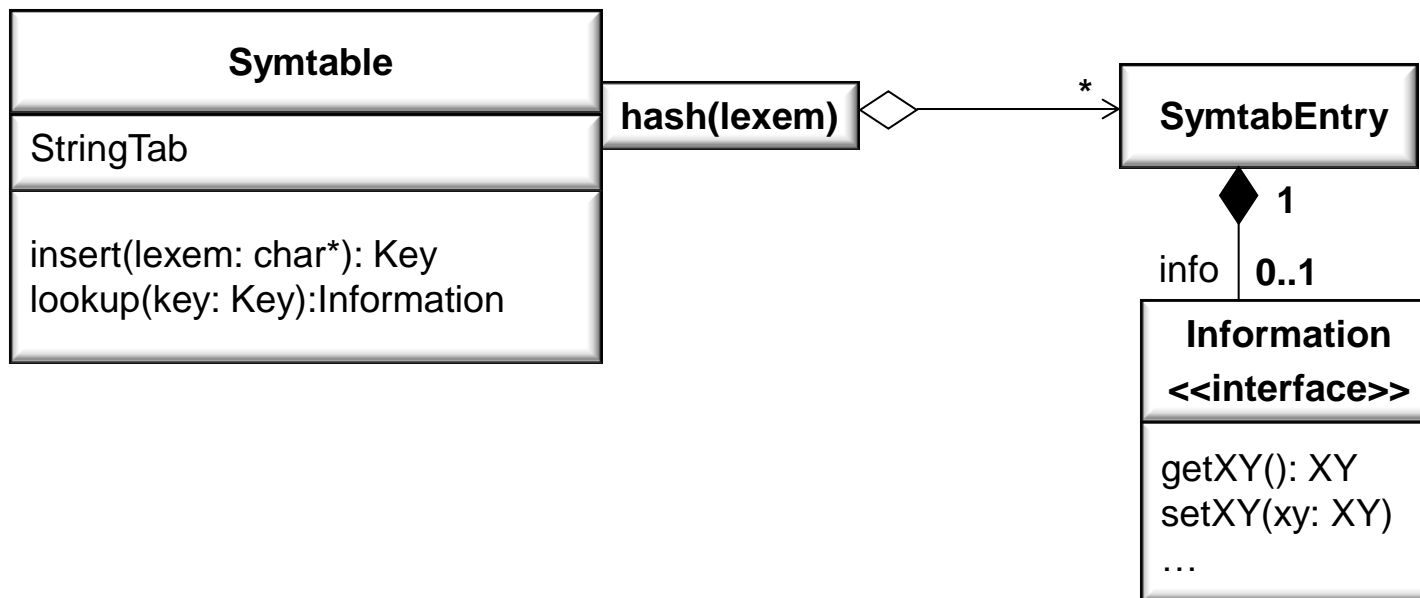 Symtable
StringTab
insert(lexem: char*): Key
lookup(key: Key):Information
hash(lexem)
*
SymtabEntry
1
info 0..1
Information
<<interface>>
getXY(): XY
setXY(xy: XY)
…